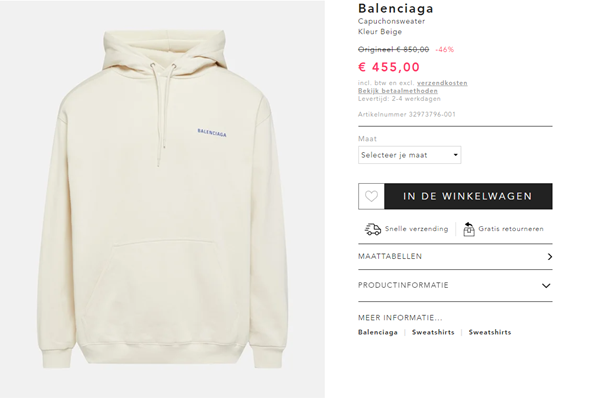 BALENCIAGA
Balenciaga
Capuchonsweater
Kleur Beige
Origineel € 850,00 -46%
€ 455,00
incl. btw en excl. verzendkosten
Bekijk betaalmethoden
Levertijd: 2-4 werkdagen
Artikelnummer 32973796-001
Maat
Selecteer je maat
IN DE WINKELWAGEN
Snelle verzending Gratis retourneren
MAATTABELLEN
PRODUCTINFORMATIE
MEER INFORMATIE...
Balenciaga | Sweatshirts | Sweatshirts